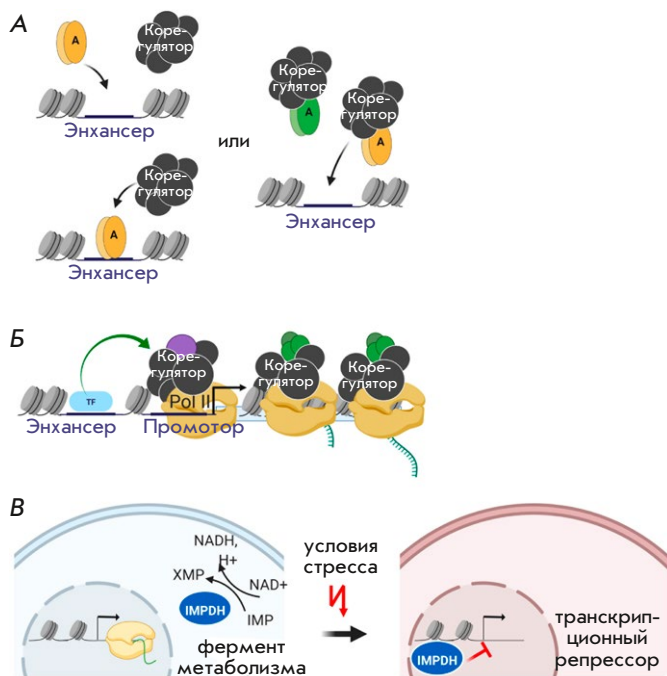 А
А
Коре-
гулятор
Энхансер
или
Коре-
гулятор
А
Коре-
гулятор
А
Энхансер
Коре-
гулятор
А
Энхансер
Б
Коре-
гулятор
Коре-
гулятор
Коре-
гулятор
TF
Pol II
Энхансер
Промотор
В
NADH,
H+
XMP
NAD+
IMPDH
IMP
фермент
метаболизма
условия
стресса
IMPDH
транскрип-
ционный
репрессор